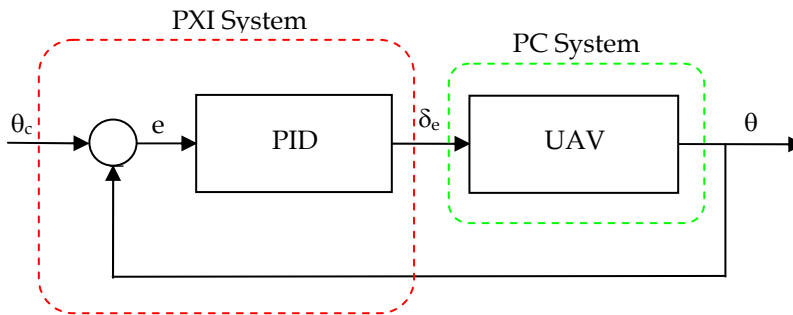 PXI System
PC System
θc
e
PID
δe
UAV
θ